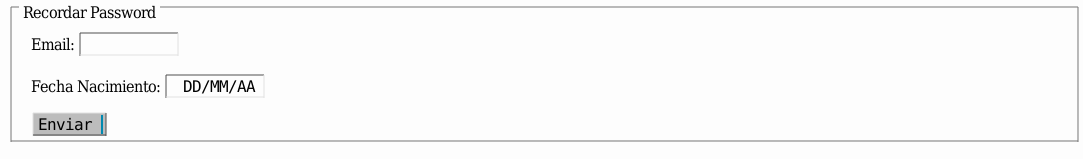 Recordar Password
Email:
Fecha Nacimiento: DD/MM/AA
Enviar